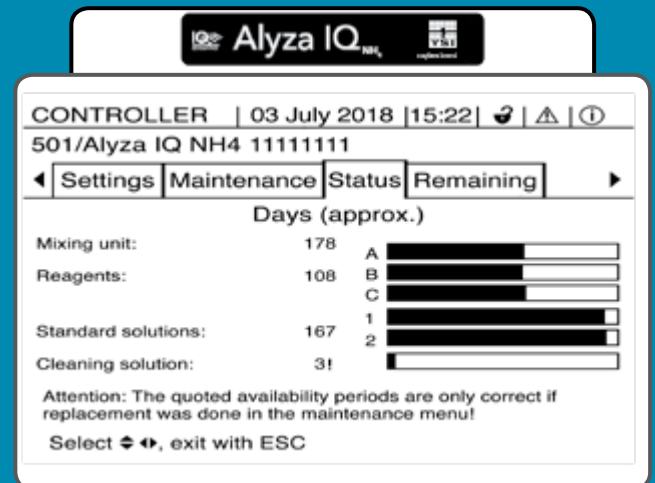 IQ Alyza IQ NH4 YSI
CONTROLLER | 03 July 2018 |15:22| | |
501/Alyza IQ NH4 11111111
Settings Maintenance Status Remaining
Days (approx.)
Mixing unit: 178
A
Reagents: 108 B
C
1
Standard solutions: 167 2
Cleaning solution: 3!
Attention: The quoted availability periods are only correct if
replacement was done in the maintenance menu!
Select , exit with ESC